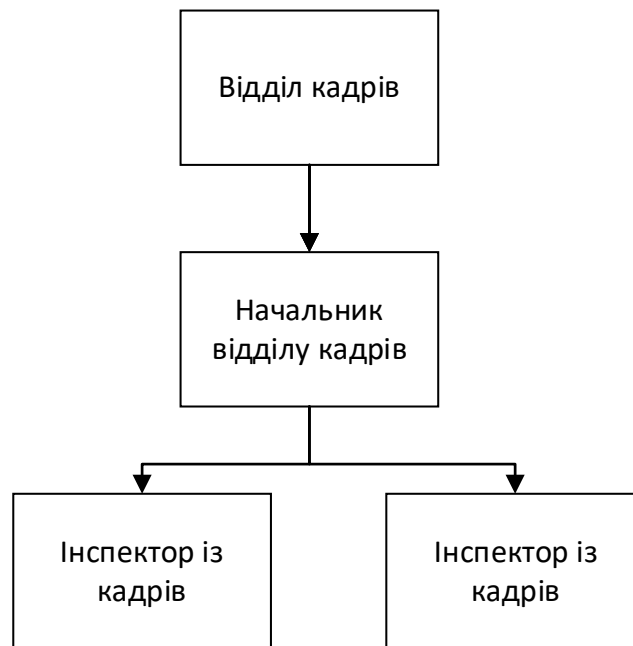 Відділ кадрів
Начальник
відділу кадрів
Інспектор із
кадрів
Інспектор із
кадрів